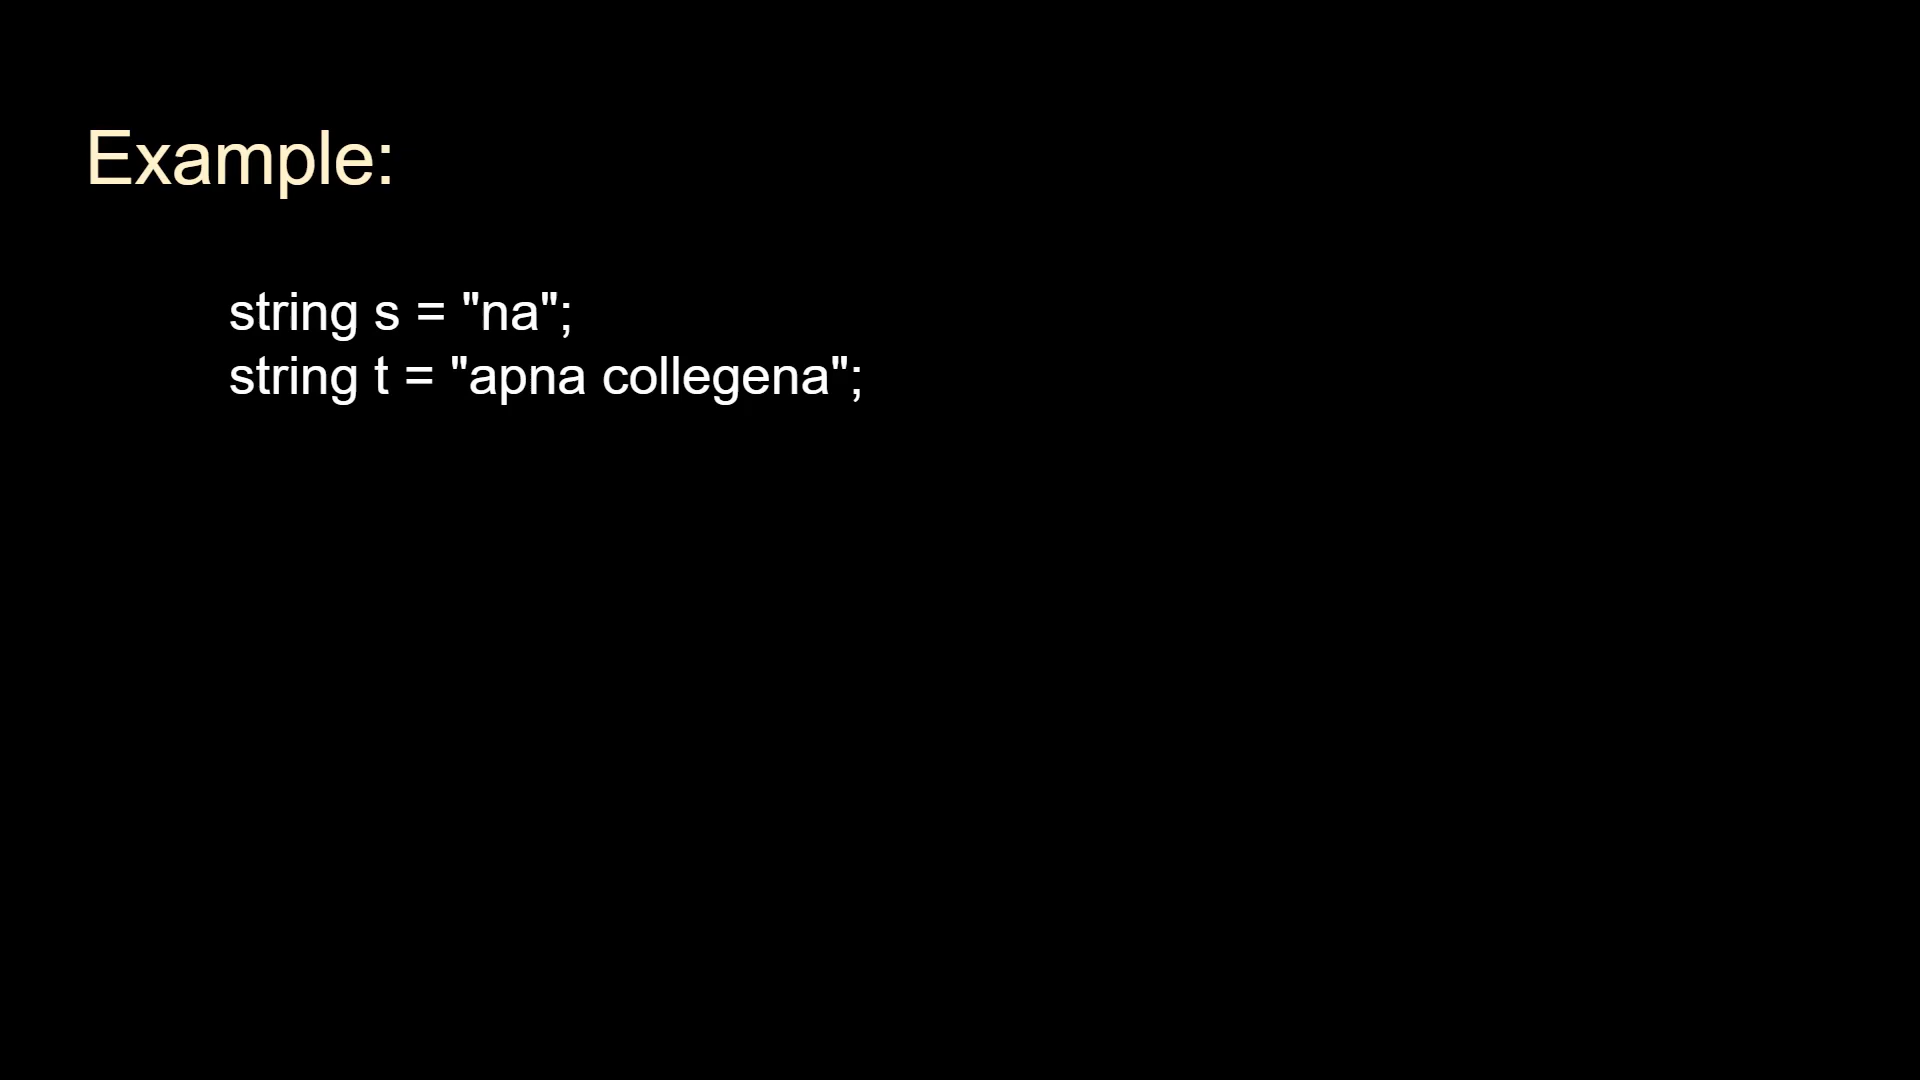 Example:
string s = "na";
string t = "apna collegena";